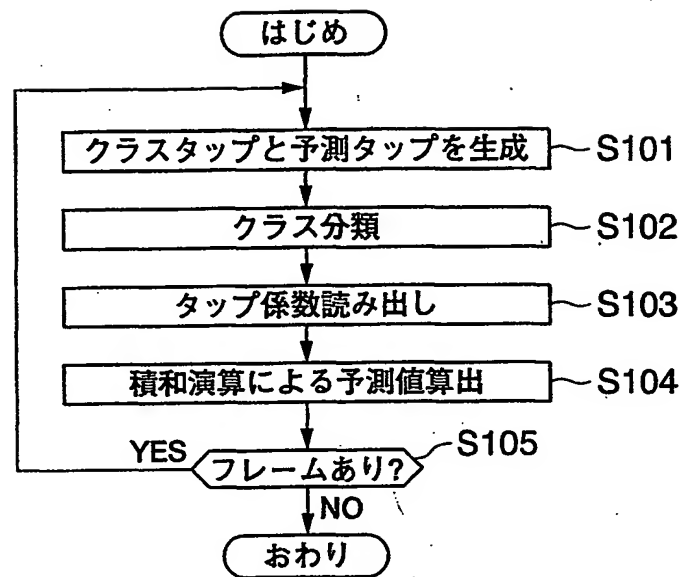 はじめ
クラスタップと予測タップを生成 S101
クラス分類 S102
タップ係数読み出し S103
積和演算による予測値算出 S104
YES フレームあり? S105
NO
おわり